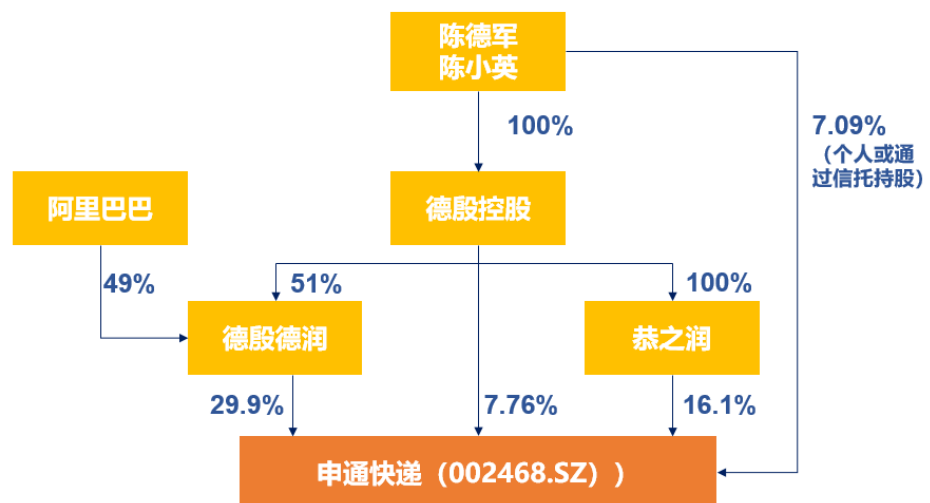 陈德军
陈小英
100%
7.09%
（个人或通
过信托持股）
阿里巴巴
德殷控股
49%
51%
100%
德殷德润
恭之润
29.9%
7.76%
16.1%
申通快递（002468.SZ））